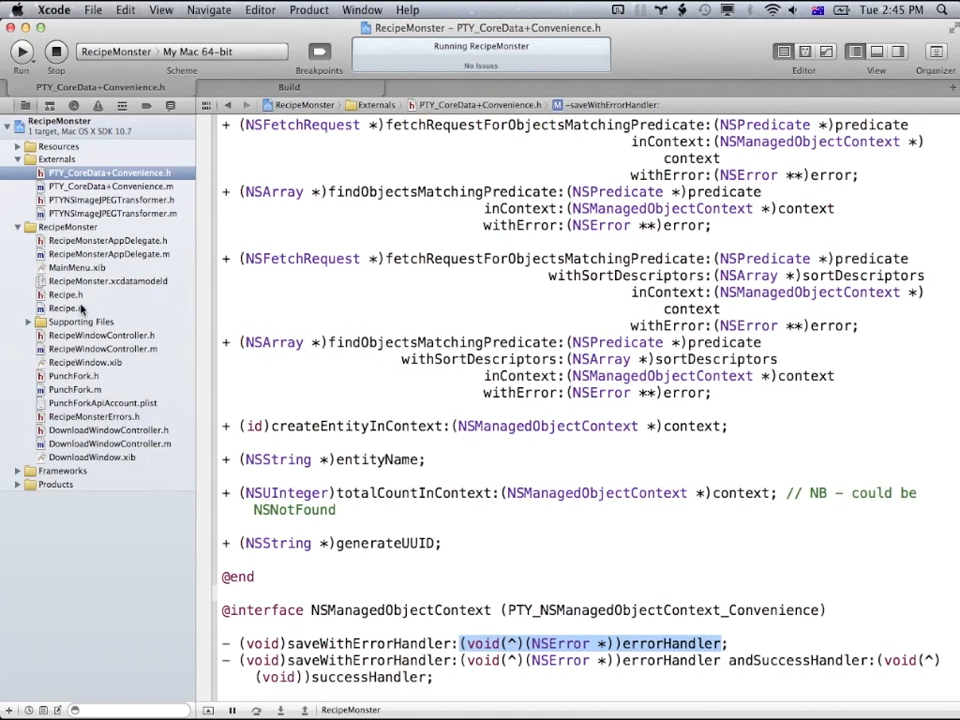 Xcode File Edit View Navigate Editor Product Window Help Tue 2:45 PM
RecipeMonster - PTY_CoreData+Convenience.h
RecipeMonster › My Mac 64-bit
Running RecipeMonster
No Issues
Run Stop Scheme Breakpoints Editor View Organizer
PTY_CoreData+Convenience.h Build
RecipeMonster › Externals › PTY_CoreData+Convenience.h › M -saveWithErrorHandler:
RecipeMonster
1 target, Mac OS X SDK 10.7
Resources
Externals
PTY_CoreData+Convenience.h
PTY_CoreData+Convenience.m
PTYNSImageJPEGTransformer.h
PTYNSImageJPEGTransformer.m
RecipeMonster
RecipeMonsterAppDelegate.h
RecipeMonsterAppDelegate.m
MainMenu.xib
RecipeMonster.xcdatamodeld
Recipe.h
Recipe.
Supporting Files
RecipeWindowController.h
RecipeWindowController.m
RecipeWindow.xib
PunchFork.h
PunchFork.m
PunchForkApiAccount.plist
RecipeMonsterErrors.h
DownloadWindowController.h
DownloadWindowController.m
DownloadWindow.xib
Frameworks
Products
+ (NSFetchRequest *)fetchRequestForObjectsMatchingPredicate:(NSPredicate *)predicate
inContext:(NSManagedObjectContext *)
context
withError:(NSError **)error;
+ (NSArray *)findObjectsMatchingPredicate:(NSPredicate *)predicate
inContext:(NSManagedObjectContext *)context
withError:(NSError **)error;
+ (NSFetchRequest *)fetchRequestForObjectsMatchingPredicate:(NSPredicate *)predicate
withSortDescriptors:(NSArray *)sortDescriptors
inContext:(NSManagedObjectContext *)
context
withError:(NSError **)error;
+ (NSArray *)findObjectsMatchingPredicate:(NSPredicate *)predicate
withSortDescriptors:(NSArray *)sortDescriptors
inContext:(NSManagedObjectContext *)context
withError:(NSError **)error;
+ (id)createEntityInContext:(NSManagedObjectContext *)context;
+ (NSString *)entityName;
+ (NSUInteger)totalCountInContext:(NSManagedObjectContext *)context; // NB - could be
NSNotFound
+ (NSString *)generateUUID;
@end
@interface NSManagedObjectContext (PTY_NSManagedObjectContext_Convenience)
- (void)saveWithErrorHandler:(void(^)(NSError *))errorHandler;
- (void)saveWithErrorHandler:(void(^)(NSError *))errorHandler andSuccessHandler:(void(^)
(void))successHandler;
RecipeMonster